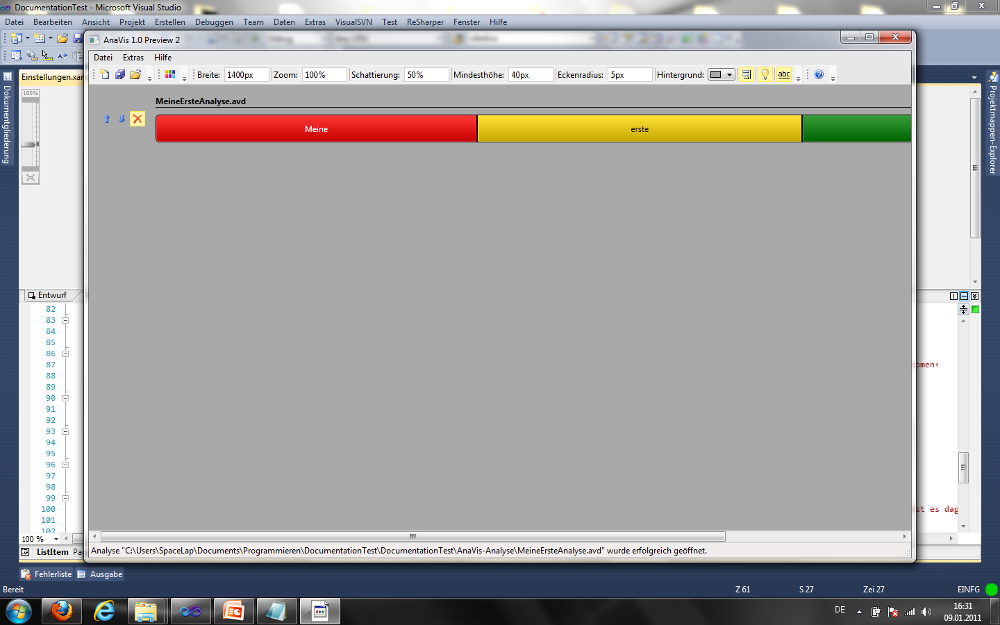 DocumentationTest - Microsoft Visual Studio
Datei Bearbeiten Ansicht Projekt Erstellen Debuggen Team Daten Extras VisualSVN Test ReSharper Fenster Hilfe
AnaVis 1.0 Preview 2
Datei Extras Hilfe
Breite: 1400px Zoom: 100% Schattierung: 50% Mindesthöhe: 40px Eckenradius: 5px Hintergrund: abc
Einstellungen.xa
100%
Dokumentgliederung
Projektmappen-Explorer
MeineErsteAnalyse.avd
Meine erste
Entwurf
82
83
84
85
86
87
omen
88
89
90
91
92
93
94
95
96
97
98
99
100
st es dag
101
102
100 %
Analyse "C:\Users\SpaceLap\Documents\Programmieren\DocumentationTest\DocumentationTest\AnaVis-Analyse\MeineErsteAnalyse.avd" wurde erfolgreich geöffnet.
ListItem Pa
Fehlerliste Ausgabe
Bereit Z 61 S 27 Zei 27 EINFG
DE 16:31
09.01.2011